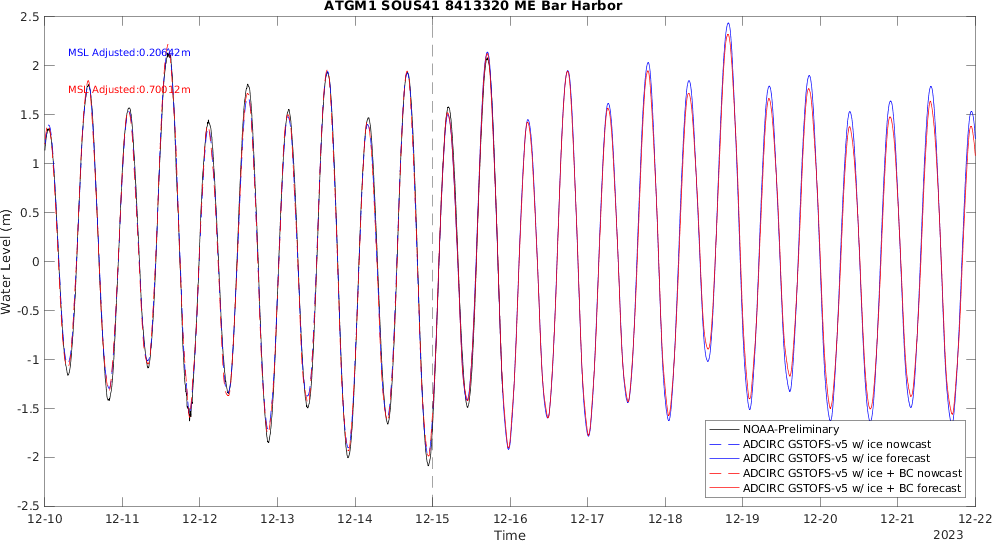 ATGM1 SOUS41 8413320 ME Bar Harbor
2.5
2
1.5
1
0.5
0
-0.5
-1
-1.5
-2
-2.5
Water Level (m)
MSL Adjusted:0.20642m
MSL Adjusted:0.70012m
NOAA-Preliminary
ADCIRC GSTOFS-v5 w/ ice nowcast
ADCIRC GSTOFS-v5 w/ ice forecast
ADCIRC GSTOFS-v5 w/ ice + BC nowcast
ADCIRC GSTOFS-v5 w/ ice + BC forecast
12-10 12-11 12-12 12-13 12-14 12-15 12-16 12-17 12-18 12-19 12-20 12-21 12-22
Time
2023